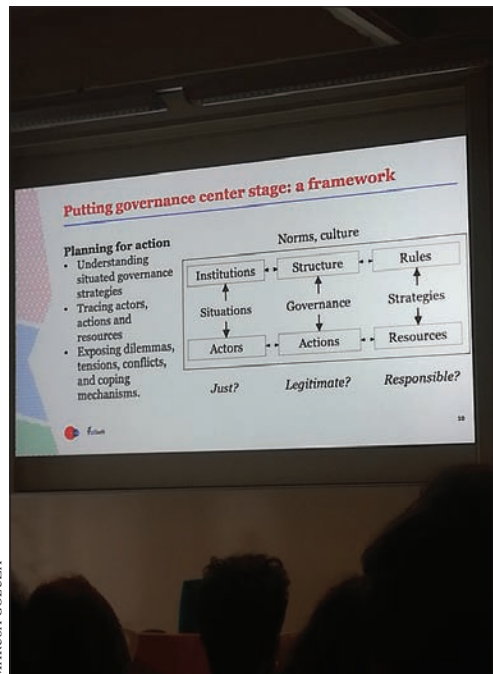 Putting governance center stage: a framework
Planning for action
• Understanding
situated governance
strategies
• Tracing actors,
actions and
resources
• Exposing dilemmas,
tensions, conflicts,
and coping
mechanisms.
Norms, culture
Institutions
Structure
Rules
Situations
Governance
Strategies
Actors
Actions
Resources
Just?
Legitimate?
Responsible?